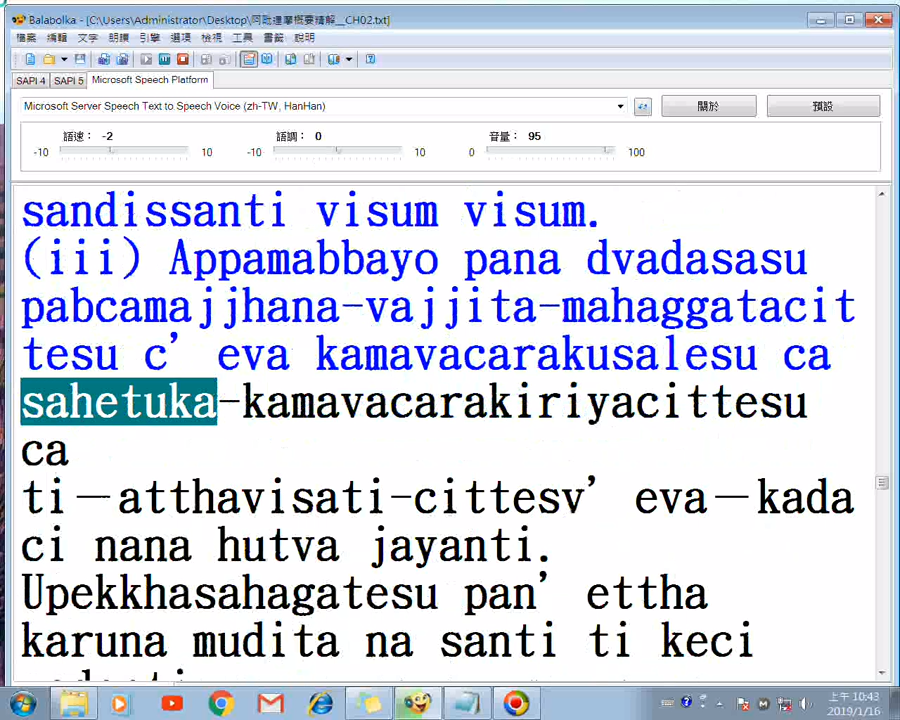 Balabolka - [C:\Users\Administrator\Desktop\阿毗達摩概要精解__CH02.txt]
檔案 編輯 文字 朗讀 引擎 選項 檢視 工具 書籤 說明
SAPI 4 SAPI 5 Microsoft Speech Platform
Microsoft Server Speech Text to Speech Voice (zh-TW, HanHan) 關於 預設
語速： -2 語調： 0 音量： 95
-10 10 -10 10 0 100
sandissanti visum visum.
(iii) Appamabbayo pana dvadasasu
pabcamajjhana-vajjita-mahaggatacit
tesu c’ eva kamavacarakusalesu ca
sahetuka-kamavacarakiriyacittesu
ca
ti－atthavisati-cittesv’ eva－kada
ci nana hutva jayanti.
Upekkhasahagatesu pan’ ettha
karuna mudita na santi ti keci
上午 10:43
2019/1/16